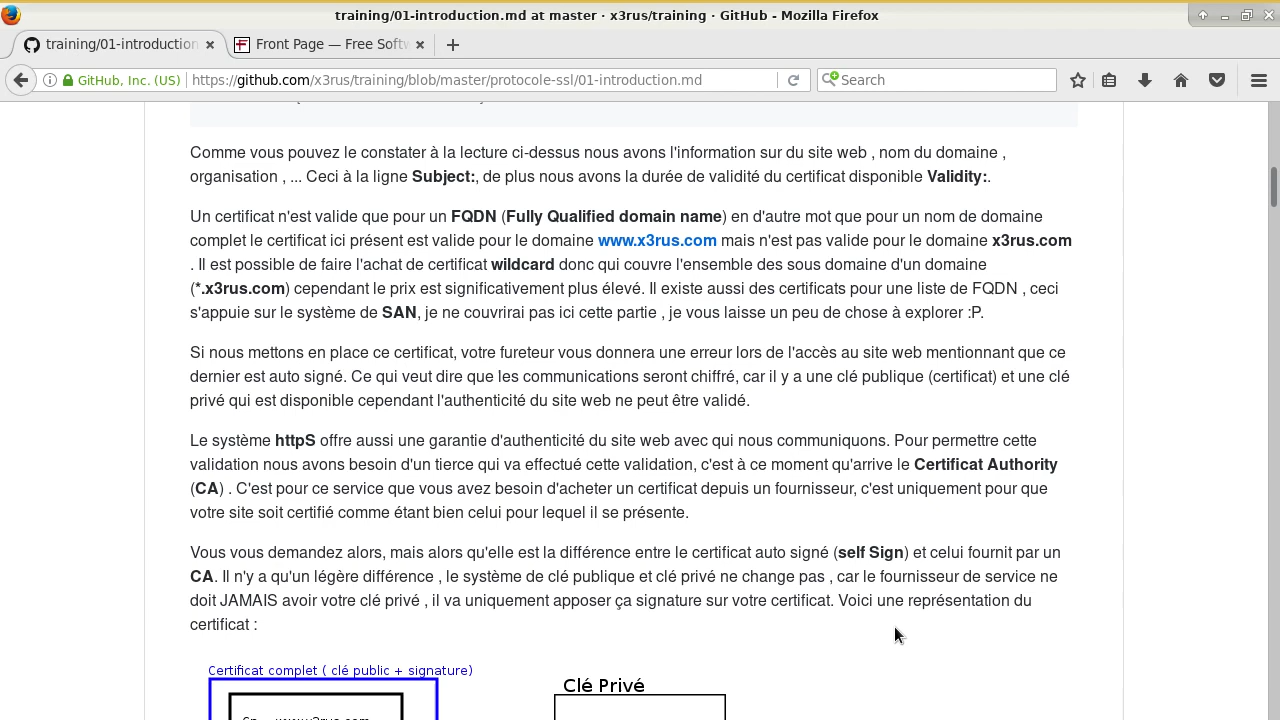 training/01-introduction.md at master · x3rus/training · GitHub - Mozilla Firefox
training/01-introduction
Front Page — Free Softw
GitHub, Inc. (US)
https://github.com/x3rus/training/blob/master/protocole-ssl/01-introduction.md
Search
Comme vous pouvez le constater à la lecture ci-dessus nous avons l'information sur du site web , nom du domaine ,
organisation , ... Ceci à la ligne Subject:, de plus nous avons la durée de validité du certificat disponible Validity:.
Un certificat n'est valide que pour un FQDN (Fully Qualified domain name) en d'autre mot que pour un nom de domaine
complet le certificat ici présent est valide pour le domaine www.x3rus.com mais n'est pas valide pour le domaine x3rus.com
. Il est possible de faire l'achat de certificat wildcard donc qui couvre l'ensemble des sous domaine d'un domaine
(*.x3rus.com) cependant le prix est significativement plus élevé. Il existe aussi des certificats pour une liste de FQDN , ceci
s'appuie sur le système de SAN, je ne couvrirai pas ici cette partie , je vous laisse un peu de chose à explorer :P.
Si nous mettons en place ce certificat, votre fureteur vous donnera une erreur lors de l'accès au site web mentionnant que ce
dernier est auto signé. Ce qui veut dire que les communications seront chiffré, car il y a une clé publique (certificat) et une clé
privé qui est disponible cependant l'authenticité du site web ne peut être validé.
Le système httpS offre aussi une garantie d'authenticité du site web avec qui nous communiquons. Pour permettre cette
validation nous avons besoin d'un tierce qui va effectué cette validation, c'est à ce moment qu'arrive le Certificat Authority
(CA) . C'est pour ce service que vous avez besoin d'acheter un certificat depuis un fournisseur, c'est uniquement pour que
votre site soit certifié comme étant bien celui pour lequel il se présente.
Vous vous demandez alors, mais alors qu'elle est la différence entre le certificat auto signé (self Sign) et celui fournit par un
CA. Il n'y a qu'un légère différence , le système de clé publique et clé privé ne change pas , car le fournisseur de service ne
doit JAMAIS avoir votre clé privé , il va uniquement apposer ça signature sur votre certificat. Voici une représentation du
certificat :
Certificat complet ( clé public + signature)
Clé Privé